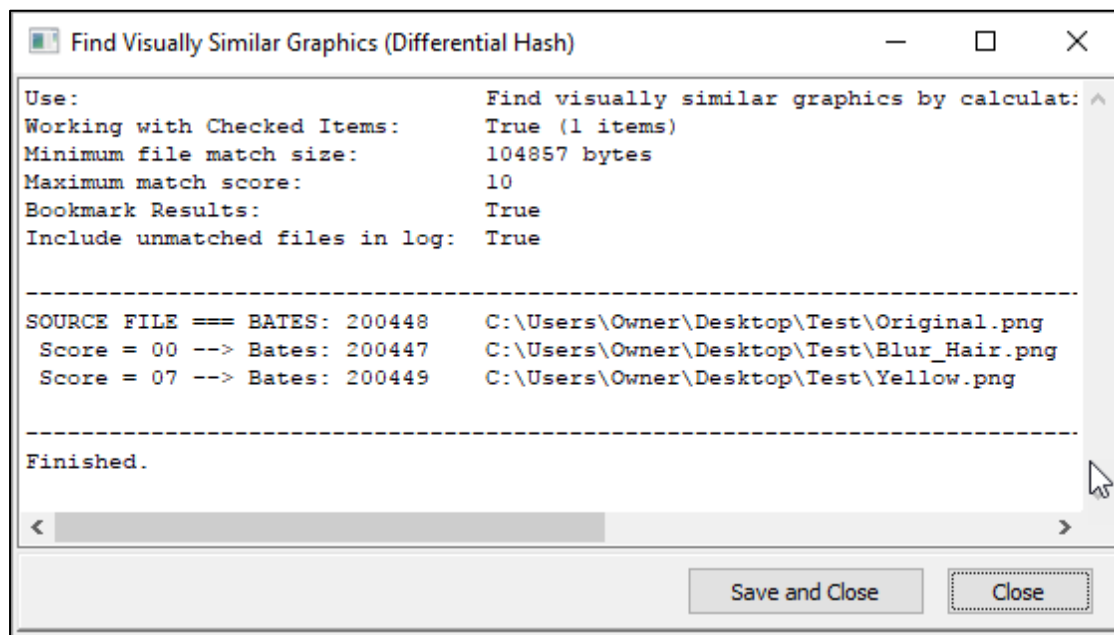 Find Visually Similar Graphics (Differential Hash)
Use: Find visually similar graphics by calculati
Working with Checked Items: True (1 items)
Minimum file match size: 104857 bytes
Maximum match score: 10
Bookmark Results: True
Include unmatched files in log: True
--------------------------------------------------------------------------------
SOURCE FILE === BATES: 200448 C:\Users\Owner\Desktop\Test\Original.png
Score = 00 --> Bates: 200447 C:\Users\Owner\Desktop\Test\Blur_Hair.png
Score = 07 --> Bates: 200449 C:\Users\Owner\Desktop\Test\Yellow.png
--------------------------------------------------------------------------------
Finished.
Save and Close Close